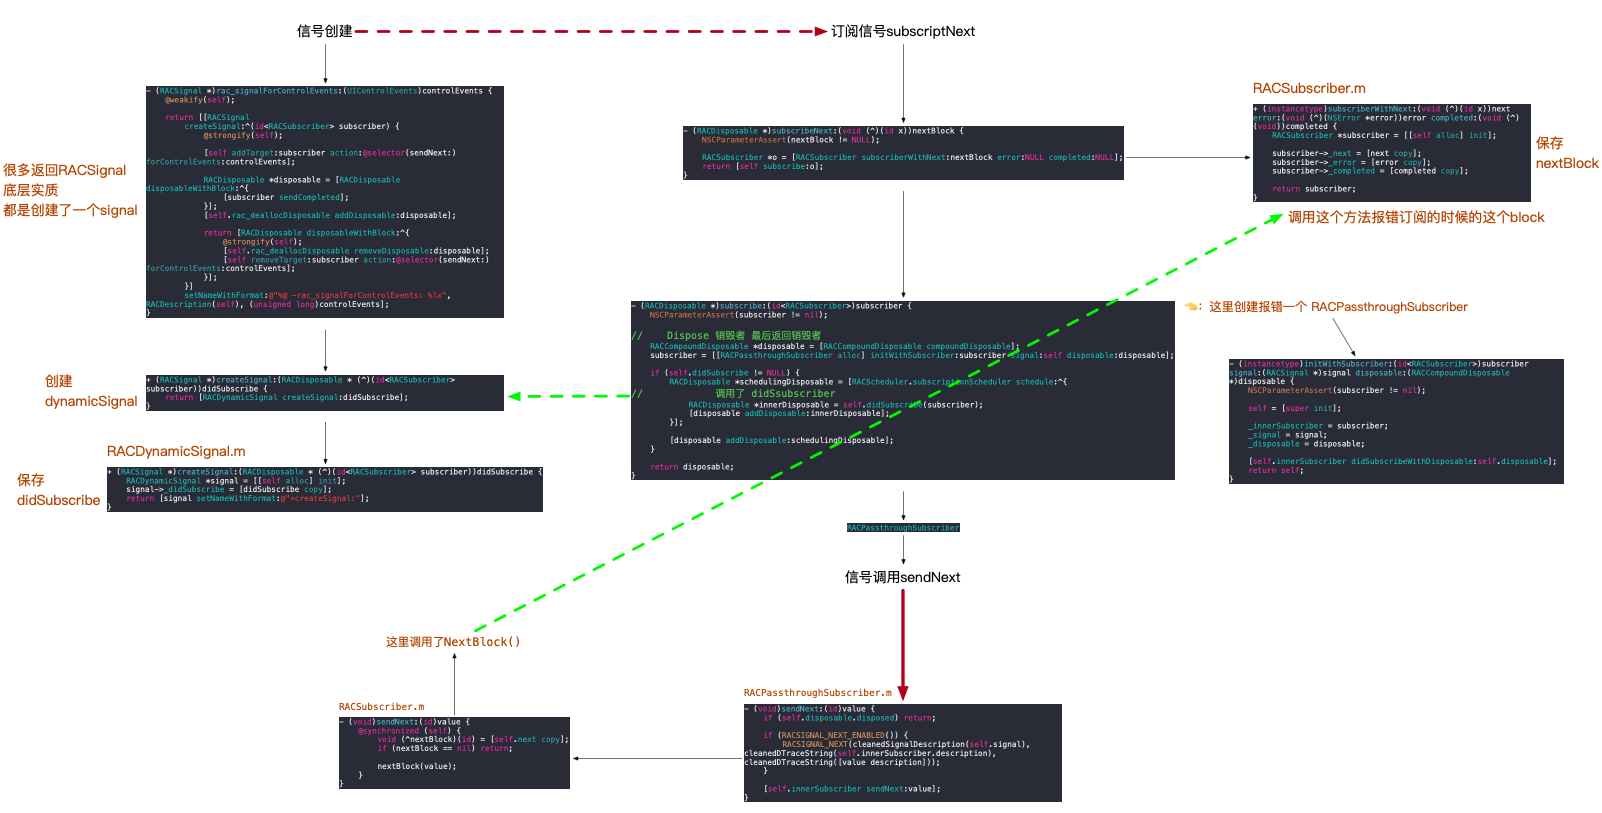 信号创建
订阅信号subscriptNext
- (RACSignal *)rac_signalForControlEvents:(UIControlEvents)controlEvents {
@weakify(self);
return [[RACSignal
createSignal:^(id<RACSubscriber> subscriber) {
@strongify(self);
[self addTarget:subscriber action:@selector(sendNext:)
forControlEvents:controlEvents];
RACDisposable *disposable = [RACDisposable
disposableWithBlock:^{
[subscriber sendCompleted];
}];
[self.rac_deallocDisposable addDisposable:disposable];
return [RACDisposable disposableWithBlock:^{
@strongify(self);
[self.rac_deallocDisposable removeDisposable:disposable];
[self removeTarget:subscriber action:@selector(sendNext:)
forControlEvents:controlEvents];
}];
}]
setNameWithFormat:@"%@ -rac_signalForControlEvents: %lx",
RACDescription(self), (unsigned long)controlEvents];
}
很多返回RACSignal
底层实质
都是创建了一个signal
创建
dynamicSignal
+ (RACSignal *)createSignal:(RACDisposable * (^)(id<RACSubscriber>
subscriber))didSubscribe {
return [RACDynamicSignal createSignal:didSubscribe];
}
RACDynamicSignal.m
保存
didSubscribe
+ (RACSignal *)createSignal:(RACDisposable * (^)(id<RACSubscriber> subscriber))didSubscribe {
RACDynamicSignal *signal = [[self alloc] init];
signal->_didSubscribe = [didSubscribe copy];
return [signal setNameWithFormat:@"+createSignal:"];
}
- (RACDisposable *)subscribeNext:(void (^)(id x))nextBlock {
NSCParameterAssert(nextBlock != NULL);
RACSubscriber *o = [RACSubscriber subscriberWithNext:nextBlock error:NULL completed:NULL];
return [self subscribe:o];
}
RACSubscriber.m
+ (instancetype)subscriberWithNext:(void (^)(id x))next
error:(void (^)(NSError *error))error completed:(void (^)
(void))completed {
RACSubscriber *subscriber = [[self alloc] init];
subscriber->_next = [next copy];
subscriber->_error = [error copy];
subscriber->_completed = [completed copy];
return subscriber;
}
保存
nextBlock
调用这个方法报错订阅的时候的这个block
- (RACDisposable *)subscribe:(id<RACSubscriber>)subscriber {
NSCParameterAssert(subscriber != nil);
// Dispose 销毁者 最后返回销毁者
RACCompoundDisposable *disposable = [RACCompoundDisposable compoundDisposable];
subscriber = [[RACPassthroughSubscriber alloc] initWithSubscriber:subscriber signal:self disposable:disposable];
if (self.didSubscribe != NULL) {
RACDisposable *schedulingDisposable = [RACScheduler.subscriptionScheduler schedule:^{
// 调用了 didSsubscriber
RACDisposable *innerDisposable = self.didSubscribe(subscriber);
[disposable addDisposable:innerDisposable];
}];
[disposable addDisposable:schedulingDisposable];
}
return disposable;
}
👈: 这里创建报错一个 RACPassthroughSubscriber
- (instancetype)initWithSubscriber:(id<RACSubscriber>)subscriber
signal:(RACSignal *)signal disposable:(RACCompoundDisposable
*)disposable {
NSCParameterAssert(subscriber != nil);
self = [super init];
_innerSubscriber = subscriber;
_signal = signal;
_disposable = disposable;
[self.innerSubscriber didSubscribeWithDisposable:self.disposable];
return self;
}
RACPassthroughSubscriber
信号调用sendNext
RACPassthroughSubscriber.m
- (void)sendNext:(id)value {
if (self.disposable.disposed) return;
if (RACSIGNAL_NEXT_ENABLED()) {
RACSIGNAL_NEXT(cleanedSignalDescription(self.signal),
cleanedDTraceString(self.innerSubscriber.description),
cleanedDTraceString([value description]));
}
[self.innerSubscriber sendNext:value];
}
这里调用了NextBlock()
RACSubscriber.m
- (void)sendNext:(id)value {
@synchronized (self) {
void (^nextBlock)(id) = [self.next copy];
if (nextBlock == nil) return;
nextBlock(value);
}
}